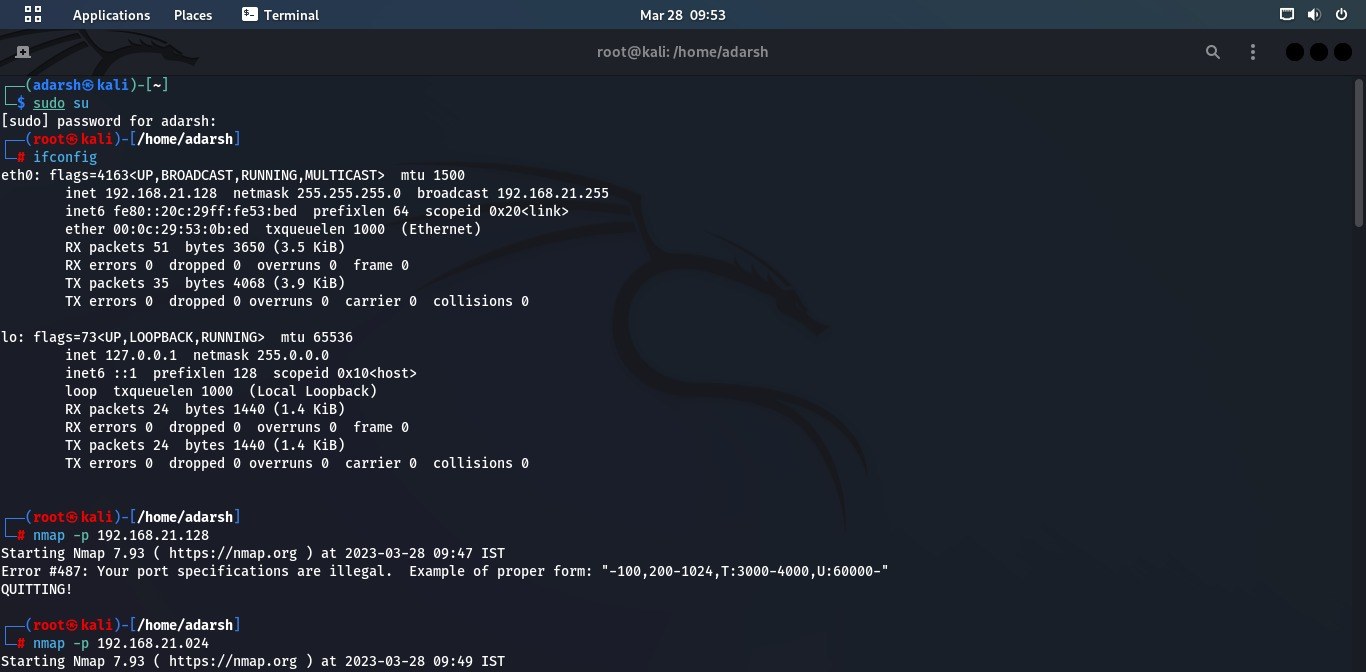 Applications Places Terminal Mar 28 09:53
root@kali: /home/adarsh
┌──(adarsh㉿kali)-[~]
└─$ sudo su
[sudo] password for adarsh:
┌──(root㉿kali)-[/home/adarsh]
└─# ifconfig
eth0: flags=4163<UP,BROADCAST,RUNNING,MULTICAST>  mtu 1500
        inet 192.168.21.128  netmask 255.255.255.0  broadcast 192.168.21.255
        inet6 fe80::20c:29ff:fe53:bed  prefixlen 64  scopeid 0x20<link>
        ether 00:0c:29:53:0b:ed  txqueuelen 1000  (Ethernet)
        RX packets 51  bytes 3650 (3.5 KiB)
        RX errors 0  dropped 0  overruns 0  frame 0
        TX packets 35  bytes 4068 (3.9 KiB)
        TX errors 0  dropped 0 overruns 0  carrier 0  collisions 0

lo: flags=73<UP,LOOPBACK,RUNNING>  mtu 65536
        inet 127.0.0.1  netmask 255.0.0.0
        inet6 ::1  prefixlen 128  scopeid 0x10<host>
        loop  txqueuelen 1000  (Local Loopback)
        RX packets 24  bytes 1440 (1.4 KiB)
        RX errors 0  dropped 0  overruns 0  frame 0
        TX packets 24  bytes 1440 (1.4 KiB)
        TX errors 0  dropped 0 overruns 0  carrier 0  collisions 0

┌──(root㉿kali)-[/home/adarsh]
└─# nmap -p 192.168.21.128
Starting Nmap 7.93 ( https://nmap.org ) at 2023-03-28 09:47 IST
Error #487: Your port specifications are illegal.  Example of proper form: "-100,200-1024,T:3000-4000,U:60000-"
QUITTING!

┌──(root㉿kali)-[/home/adarsh]
└─# nmap -p 192.168.21.024
Starting Nmap 7.93 ( https://nmap.org ) at 2023-03-28 09:49 IST